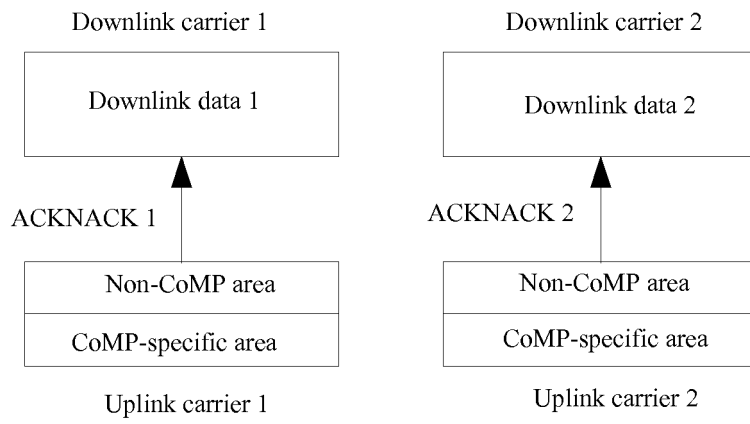 Downlink carrier 1
Downlink data 1
ACKNACK 1
Non-CoMP area
CoMP-specific area
Uplink carrier 1
Downlink carrier 2
Downlink data 2
ACKNACK 2
Non-CoMP area
CoMP-specific area
Uplink carrier 2